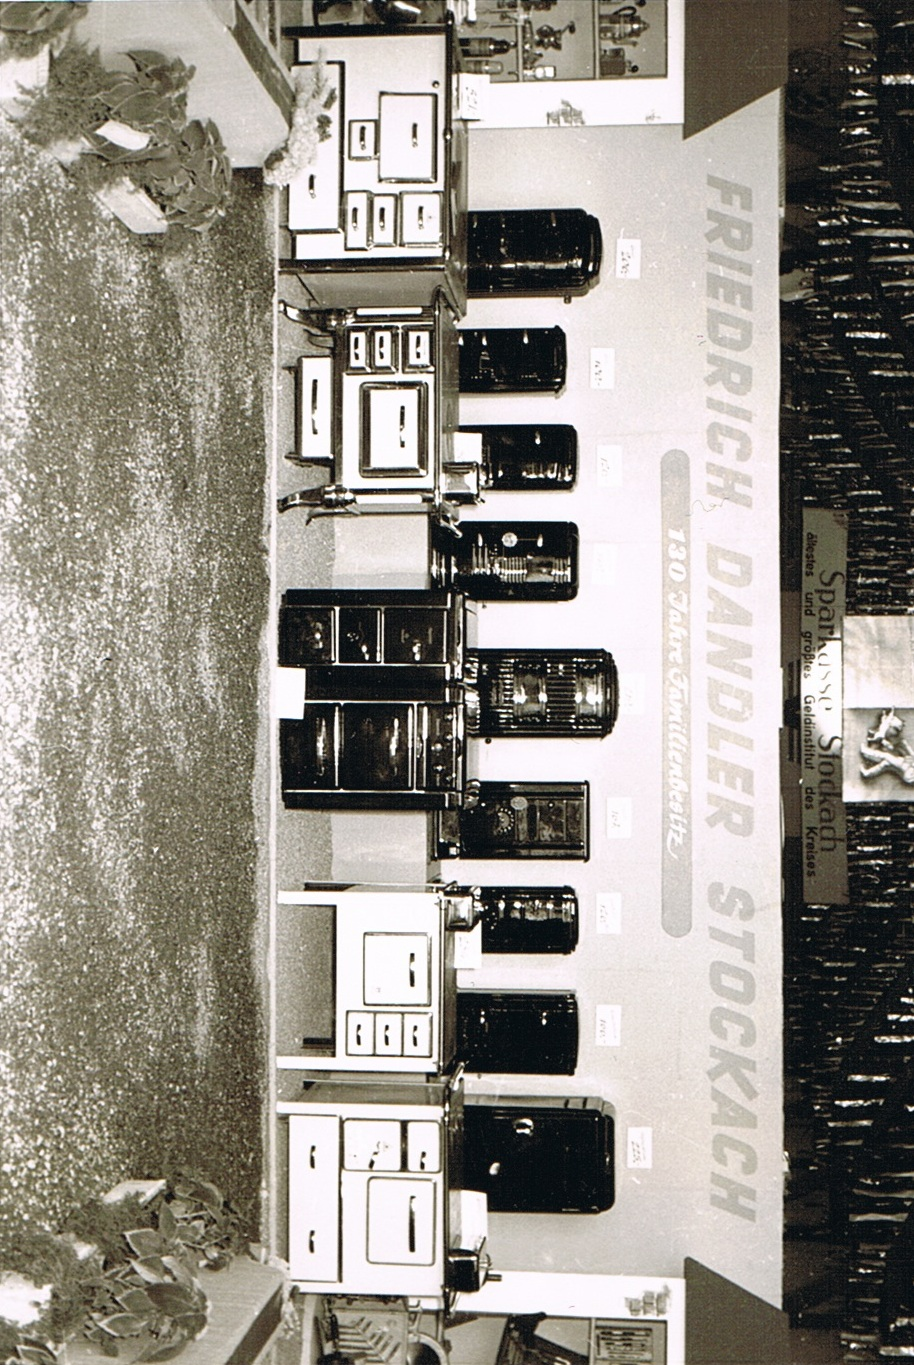 Sparkasse Stockach
ältestes und größtes Geldinstitut des Kreises
FRIEDRICH DANDLER STOCKACH
130 Jahre Familienbesitz